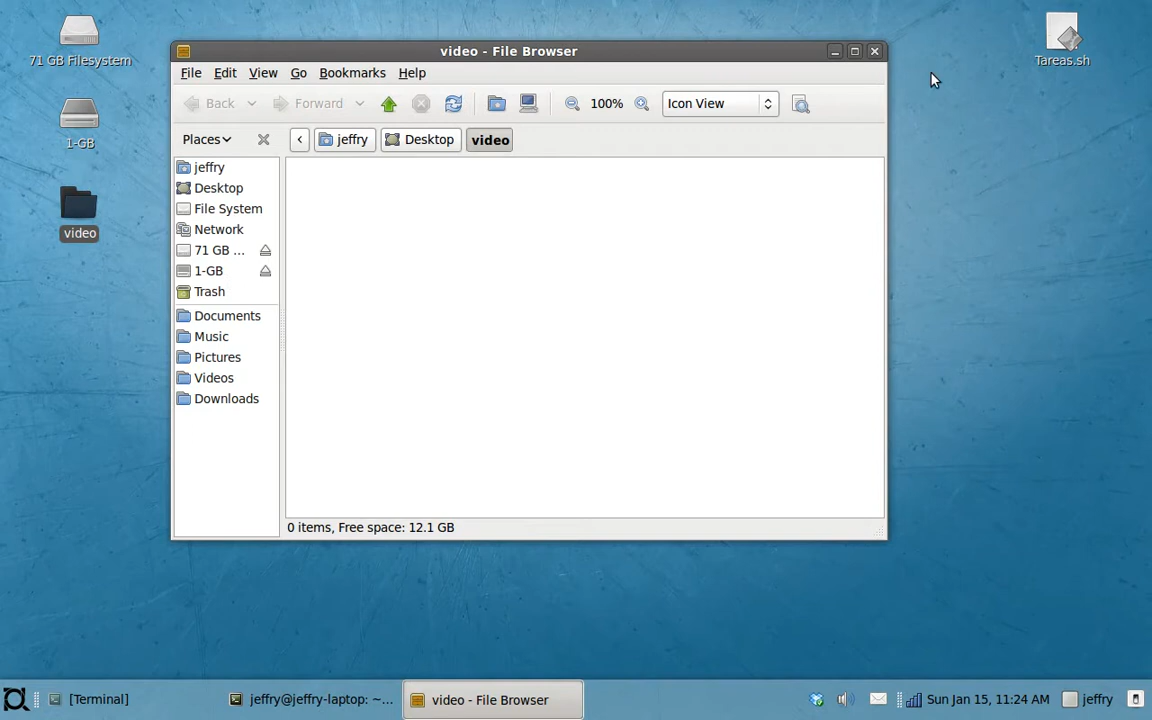 71 GB Filesystem
1-GB
video
Tareas.sh
video - File Browser
File Edit View Go Bookmarks Help
Back Forward 100% Icon View
Places jeffry Desktop video
jeffry
Desktop
File System
Network
71 GB ...
1-GB
Trash
Documents
Music
Pictures
Videos
Downloads
0 items, Free space: 12.1 GB
[Terminal] jeffry@jeffry-laptop: ~... video - File Browser Sun Jan 15, 11:24 AM jeffry